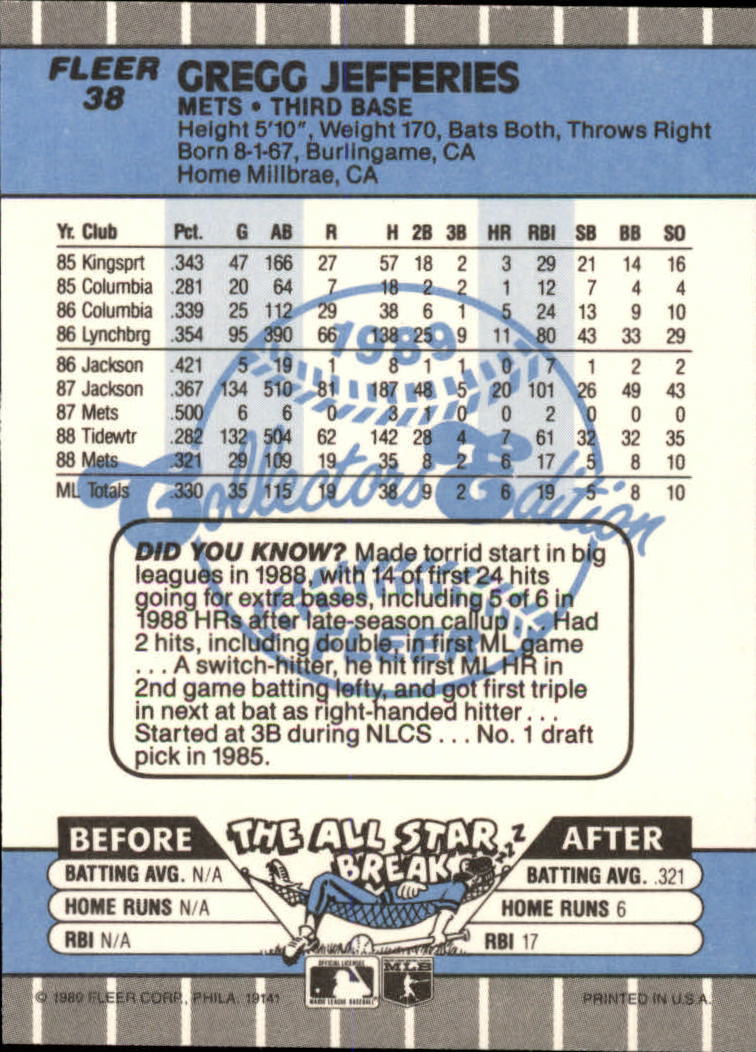 FLEER
38
GREGG JEFFERIES
METS • THIRD BASE
Height 5'10", Weight 170, Bats Both, Throws Right
Born 8-1-67, Burlingame, CA
Home Millbrae, CA
Yr. Club Pct. G AB R H 2B 3B HR RBI SB BB SO
85 Kingsprt .343 47 166 27 57 18 2 3 29 21 14 16
85 Columbia .281 20 64 7 18 2 2 1 12 7 4 4
86 Columbia .339 25 112 29 38 6 1 5 24 13 9 10
86 Lynchbrg .354 95 390 66 138 25 9 11 80 43 33 29
86 Jackson .421 5 19 1 8 1 1 0 7 1 2 2
87 Jackson .367 134 510 81 187 48 5 20 101 26 49 43
87 Mets .500 6 6 0 3 1 0 0 2 0 0 0
88 Tidewtr .282 132 504 62 142 28 4 7 61 32 32 35
88 Mets .321 29 109 19 35 8 2 6 17 5 8 10
ML Totals .330 35 115 19 38 9 2 6 19 5 8 10
1989
Collectors Edition
FLEER
DID YOU KNOW? Made torrid start in big
leagues in 1988, with 14 of first 24 hits
going for extra bases, including 5 of 6 in
1988 HRs after late-season callup . . . Had
2 hits, including double, in first ML game
. . . A switch-hitter, he hit first ML HR in
2nd game batting lefty, and got first triple
in next at bat as right-handed hitter . . .
Started at 3B during NLCS . . . No. 1 draft
pick in 1985.
BEFORE THE ALL STAR BREAK AFTER
zzz
BATTING AVG. N/A BATTING AVG. .321
HOME RUNS N/A HOME RUNS 6
RBI N/A RBI 17
OFFICIAL LICENSEE
MAJOR LEAGUE BASEBALL
MLB
© 1989 FLEER CORP., PHILA. 19141 PRINTED IN U.S.A.